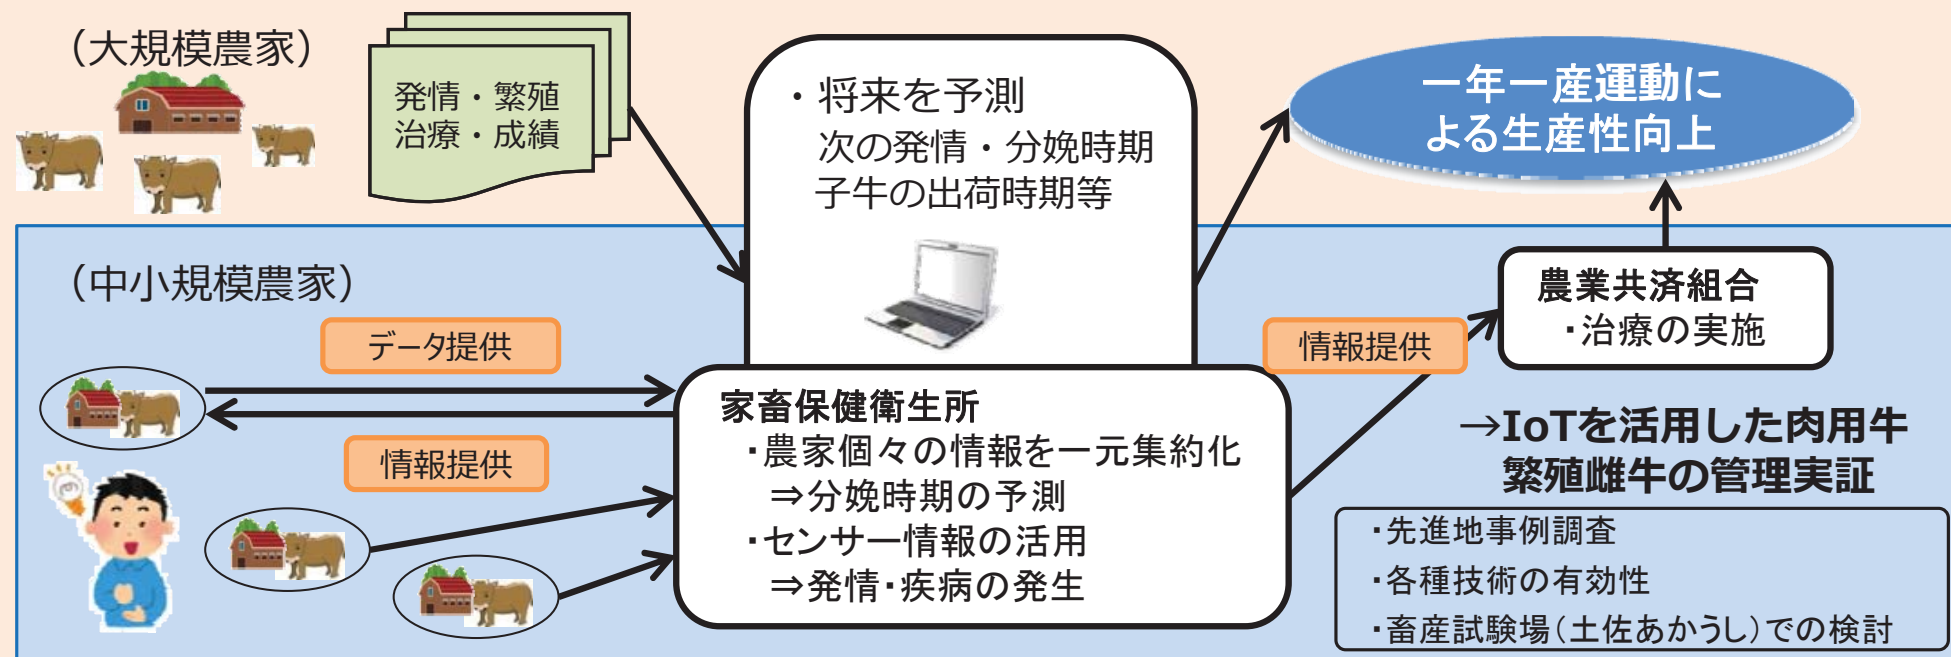 （大規模農家）
発情・繁殖
治療・成績
・将来を予測
次の発情・分娩時期
子牛の出荷時期等
一年一産運動に
よる生産性向上
（中小規模農家）
データ提供
情報提供
家畜保健衛生所
・農家個々の情報を一元集約化
⇒分娩時期の予測
・センサー情報の活用
⇒発情・疾病の発生
情報提供
農業共済組合
・治療の実施
→IoTを活用した肉用牛
繁殖雌牛の管理実証
・先進地事例調査
・各種技術の有効性
・畜産試験場（土佐あかうし）での検討